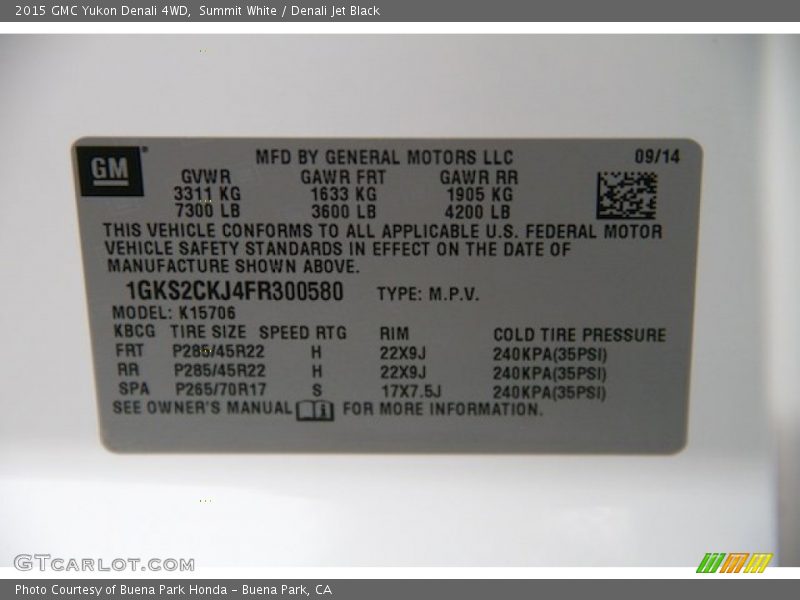 2015 GMC Yukon Denali 4WD,  Summit White / Denali Jet Black
GM MFD BY GENERAL MOTORS LLC 09/14
GVWR GAWR FRT GAWR RR
3311 KG 1633 KG 1905 KG
7300 LB 3600 LB 4200 LB
THIS VEHICLE CONFORMS TO ALL APPLICABLE U.S. FEDERAL MOTOR
VEHICLE SAFETY STANDARDS IN EFFECT ON THE DATE OF
MANUFACTURE SHOWN ABOVE.
1GKS2CKJ4FR300580 TYPE: M.P.V.
MODEL: K15706
KBCG TIRE SIZE SPEED RTG RIM COLD TIRE PRESSURE
FRT P285/45R22 H 22X9J 240KPA(35PSI)
RR P285/45R22 H 22X9J 240KPA(35PSI)
SPA P265/70R17 S 17X7.5J 240KPA(35PSI)
SEE OWNER'S MANUAL FOR MORE INFORMATION.
GTCARLOT.COM
Photo Courtesy of Buena Park Honda - Buena Park, CA